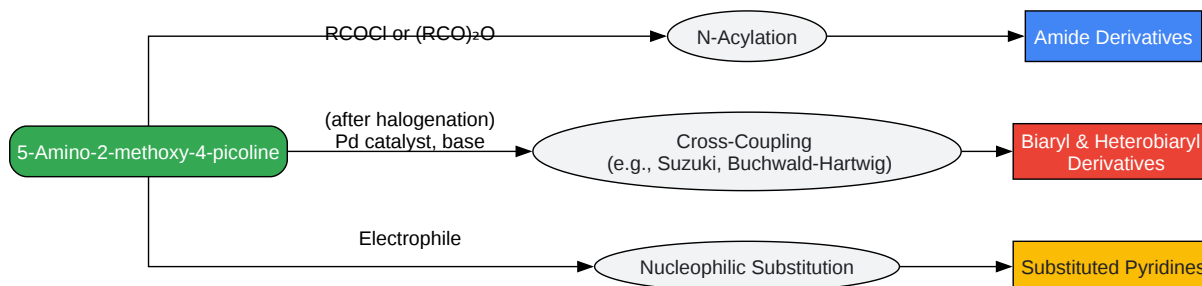 RCOCl or (RCO)₂O
N-Acylation
Amide Derivatives
5-Amino-2-methoxy-4-picoline
(after halogenation)
Pd catalyst, base
Cross-Coupling
(e.g., Suzuki, Buchwald-Hartwig)
Biaryl & Heterobiaryl
Derivatives
Electrophile
Nucleophilic Substitution
Substituted Pyridines